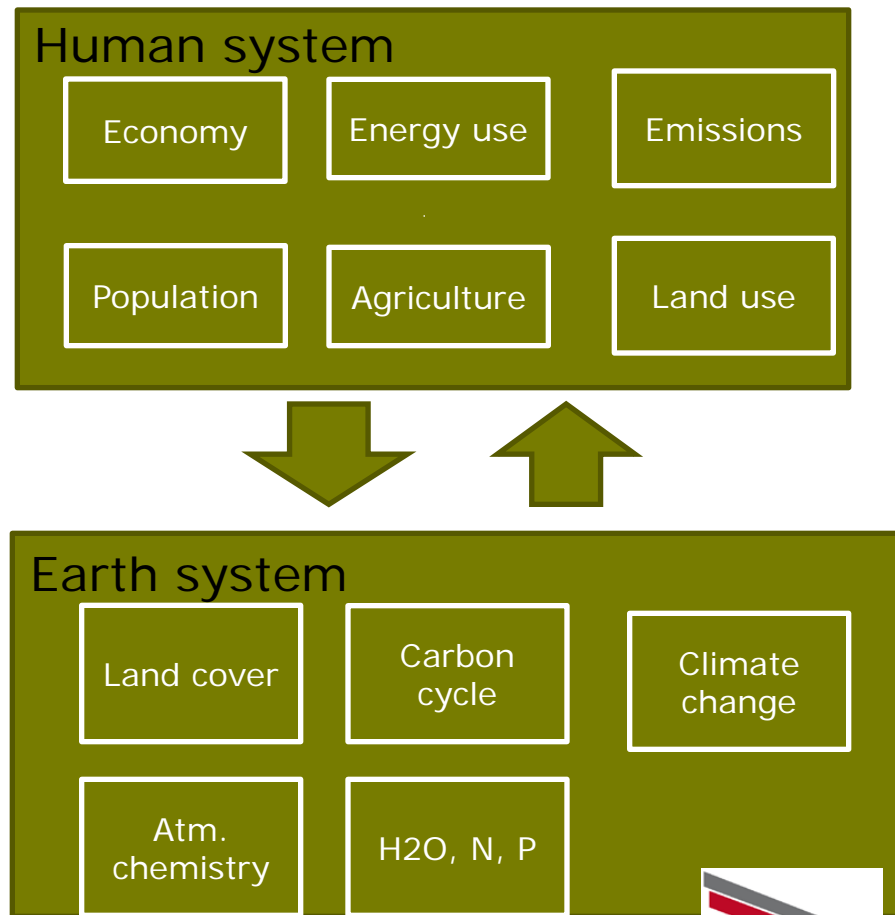 Human system
Economy
Energy use
Emissions
Population
Agriculture
Land use
Earth system
Land cover
Carbon
cycle
Climate
change
Atm.
chemistry
H2O, N, P